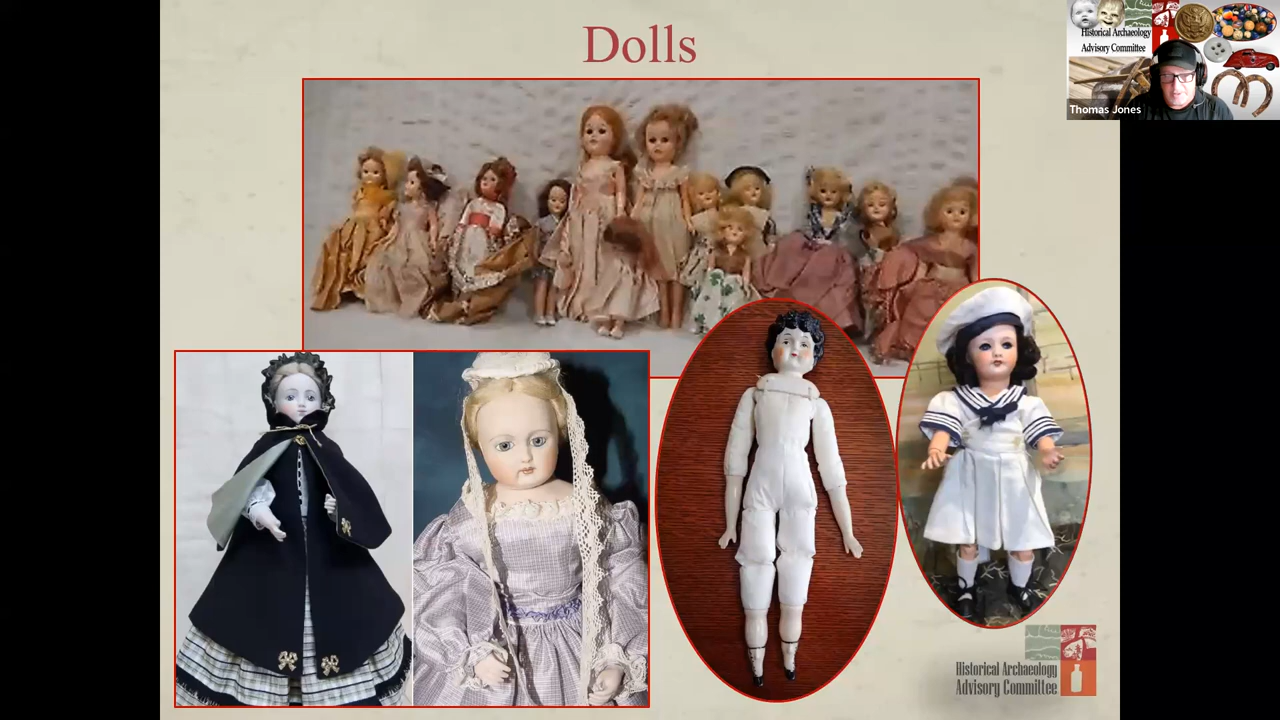 Dolls
Historical Archaeology
Advisory Committee
Thomas Jones
Historical Archaeology
Advisory Committee